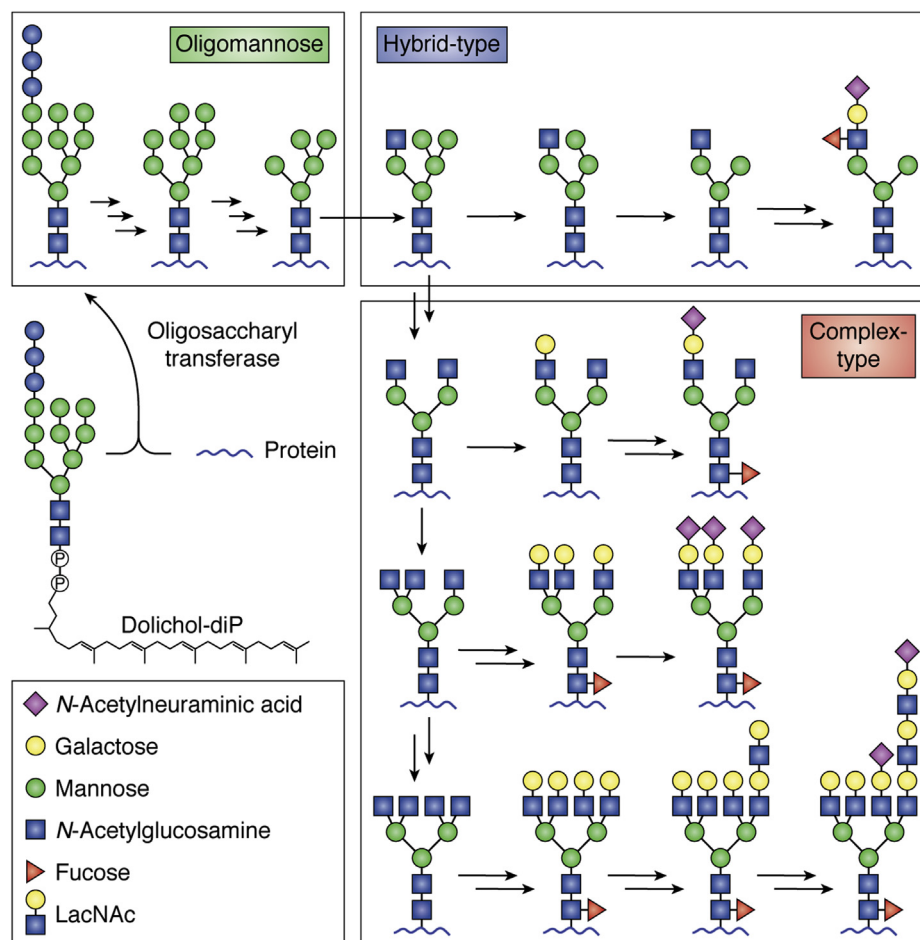 Oligomannose
Hybrid-type
Oligosaccharyl
transferase
Protein
P
P
Dolichol-diP
Complex-
type
N-Acetylneuraminic acid
Galactose
Mannose
N-Acetylglucosamine
Fucose
LacNAc